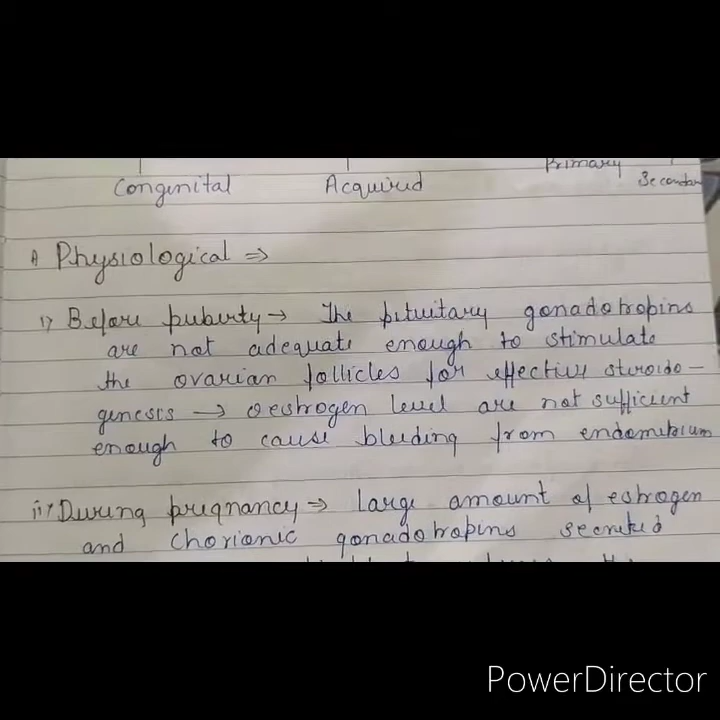 Primary
Congenital Acquired Secondary
A Physiological ⇒
i) Before puberty → The pituitary gonadotropins
are not adequate enough to stimulate
the ovarian follicles for effective steroido-
genesis → oestrogen level are not sufficient
enough to cause bleeding from endometrium
ii) During pregnancy ⇒ Large amount of estrogen
and chorionic gonadotropins secreted
PowerDirector